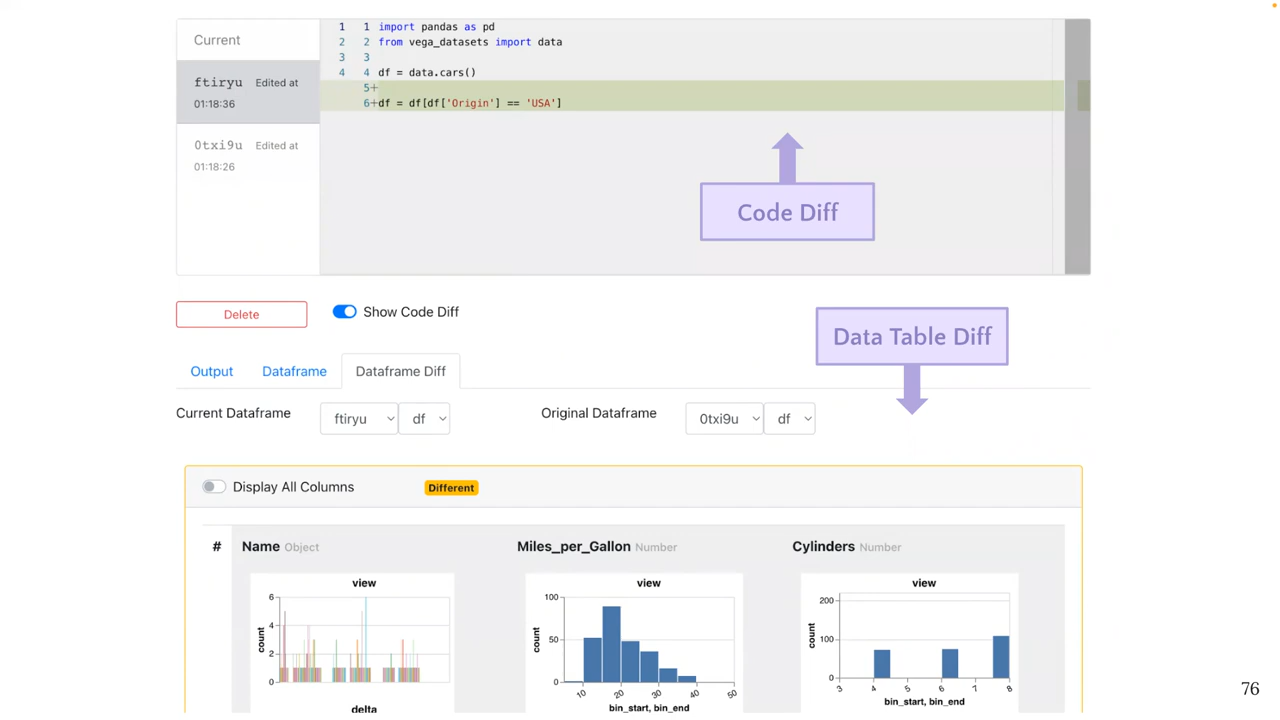 Current
ftiryu Edited at
01:18:36
0txi9u Edited at
01:18:26
1 1 import pandas as pd
2 2 from vega_datasets import data
3 3
4 4 df = data.cars()
5+
6+df = df[df['Origin'] == 'USA']
Code Diff
Delete
Show Code Diff
Data Table Diff
Output Dataframe Dataframe Diff
Current Dataframe ftiryu df Original Dataframe 0txi9u df
Display All Columns Different
# Name Object Miles_per_Gallon Number Cylinders Number
view
6
4
2
0
count
delta
view
100
50
0
count
10 20 30 40 50
bin_start, bin_end
view
200
100
0
count
3 4 5 6 7 8
bin_start, bin_end
76